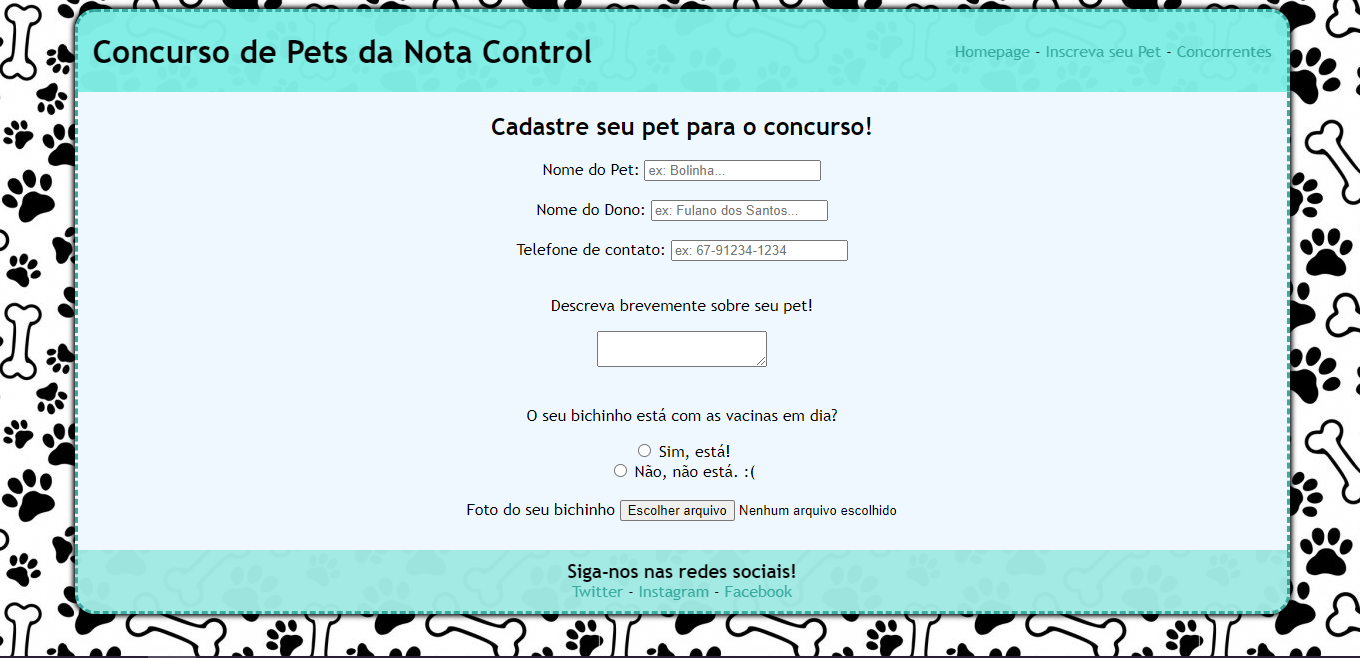 Concurso de Pets da Nota Control
Homepage - Inscreva seu Pet - Concorrentes
Cadastre seu pet para o concurso!
Nome do Pet: ex: Bolinha...
Nome do Dono: ex: Fulano dos Santos...
Telefone de contato: ex: 67-91234-1234
Descreva brevemente sobre seu pet!
O seu bichinho está com as vacinas em dia?
Sim, está!
Não, não está. :(
Foto do seu bichinho Escolher arquivo Nenhum arquivo escolhido
Siga-nos nas redes sociais!
Twitter - Instagram - Facebook